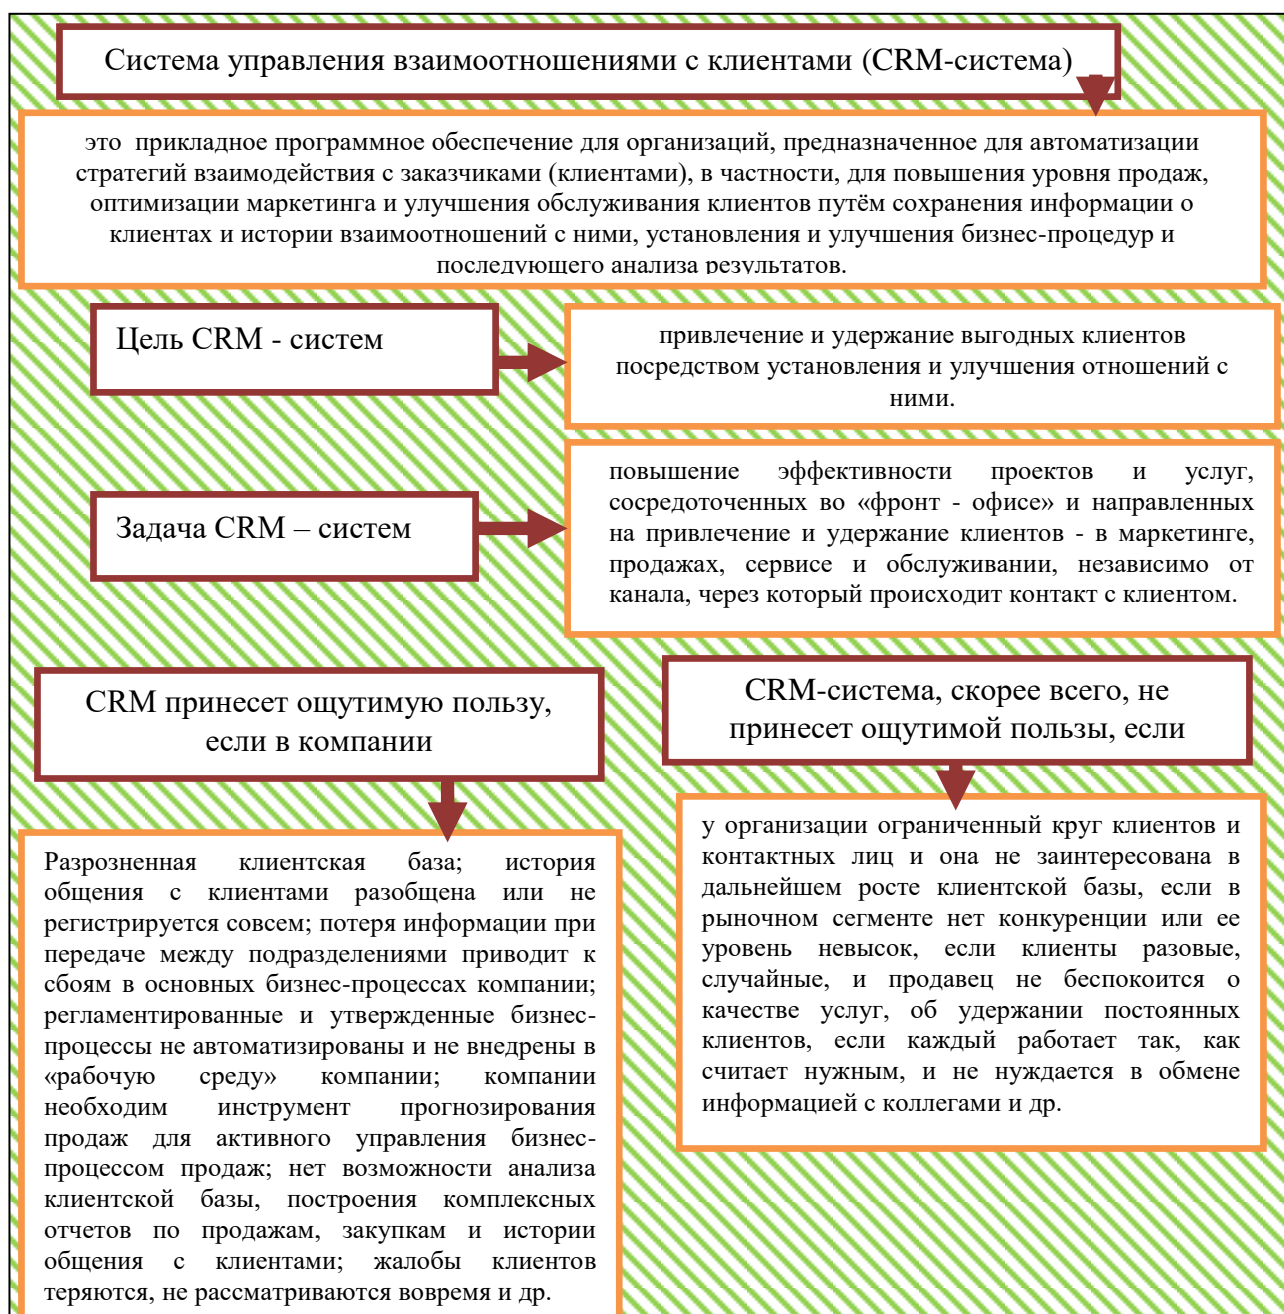 Система управления взаимоотношениями с клиентами (CRM-система)
это прикладное программное обеспечение для организаций, предназначенное для автоматизации
стратегий взаимодействия с заказчиками (клиентами), в частности, для повышения уровня продаж,
оптимизации маркетинга и улучшения обслуживания клиентов путём сохранения информации о
клиентах и истории взаимоотношений с ними, установления и улучшения бизнес-процедур и
последующего анализа результатов.
Цель CRM - систем
привлечение и удержание выгодных клиентов
посредством установления и улучшения отношений с
ними.
Задача CRM – систем
повышение эффективности проектов и услуг,
сосредоточенных во «фронт - офисе» и направленных
на привлечение и удержание клиентов - в маркетинге,
продажах, сервисе и обслуживании, независимо от
канала, через который происходит контакт с клиентом.
CRM принесет ощутимую пользу,
если в компании
Разрозненная клиентская база; история
общения с клиентами разобщена или не
регистрируется совсем; потеря информации при
передаче между подразделениями приводит к
сбоям в основных бизнес-процессах компании;
регламентированные и утвержденные бизнес-
процессы не автоматизированы и не внедрены в
«рабочую среду» компании; компании
необходим инструмент прогнозирования
продаж для активного управления бизнес-
процессом продаж; нет возможности анализа
клиентской базы, построения комплексных
отчетов по продажам, закупкам и истории
общения с клиентами; жалобы клиентов
теряются, не рассматриваются вовремя и др.
CRM-система, скорее всего, не
принесет ощутимой пользы, если
у организации ограниченный круг клиентов и
контактных лиц и она не заинтересована в
дальнейшем росте клиентской базы, если в
рыночном сегменте нет конкуренции или ее
уровень невысок, если клиенты разовые,
случайные, и продавец не беспокоится о
качестве услуг, об удержании постоянных
клиентов, если каждый работает так, как
считает нужным, и не нуждается в обмене
информацией с коллегами и др.